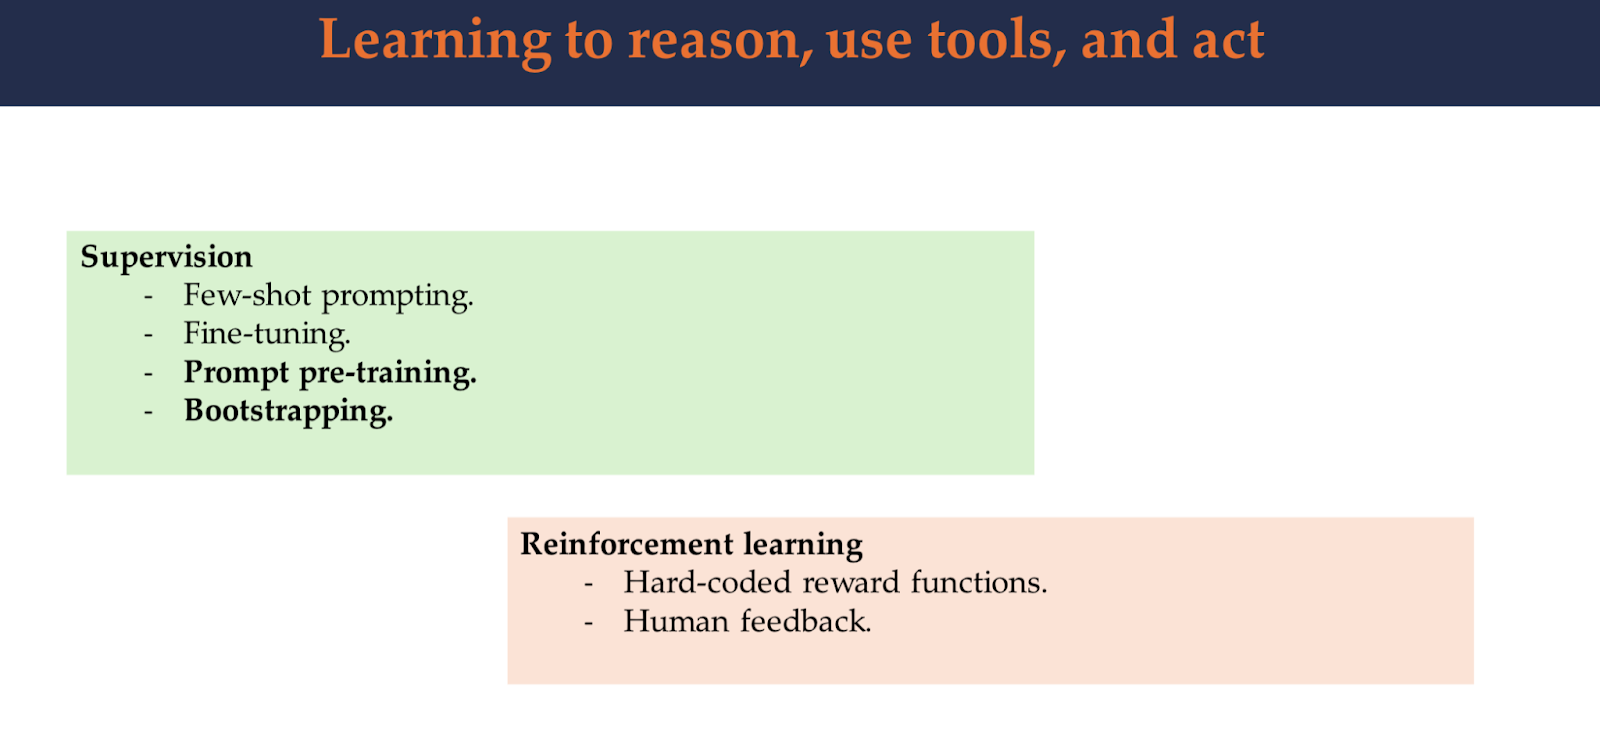 Learning to reason, use tools, and act
Supervision
- Few-shot prompting.
- Fine-tuning.
- Prompt pre-training.
- Bootstrapping.
Reinforcement learning
- Hard-coded reward functions.
- Human feedback.